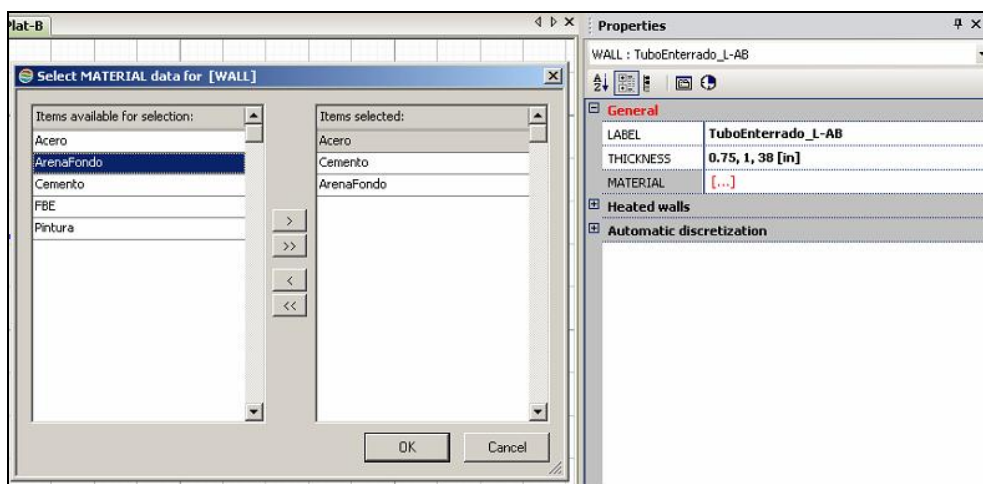 Plat-B
Select MATERIAL data for [WALL]
Items available for selection:
Acero
ArenaFondo
Cemento
FBE
Pintura
>
>>
<
<<
Items selected:
Acero
Cemento
ArenaFondo
OK
Cancel
Properties
WALL : TuboEnterrado_L-AB
General
LABEL TuboEnterrado_L-AB
THICKNESS 0.75, 1, 38 [in]
MATERIAL [...]
Heated walls
Automatic discretization